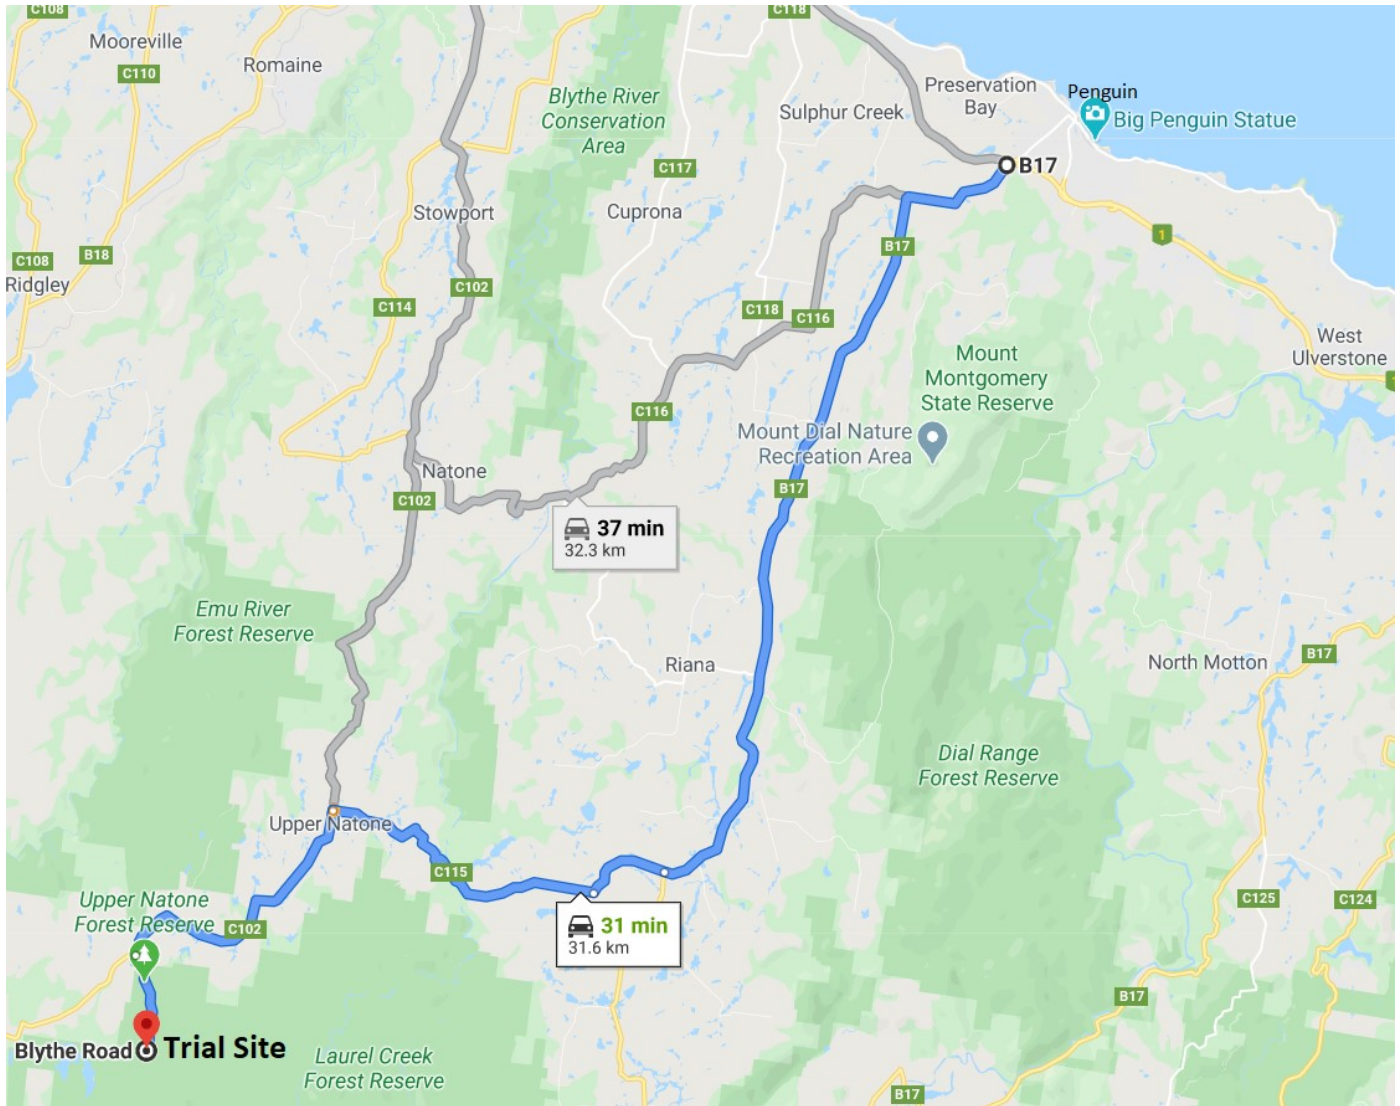 C108
C118
Mooreville
C110
Romaine
Blythe River
Conservation
Area
Sulphur Creek
Preservation
Bay
Penguin
Big Penguin Statue
B17
C117
Cuprona
Stowport
B18
C108
Ridgley
C102
C114
B17
1
C118
C116
West
Ulverstone
1
Mount
Montgomery
State Reserve
C116
Mount Dial Nature
Recreation Area
Natone
C102
B17
37 min
32.3 km
Emu River
Forest Reserve
Riana
North Motton
B17
Dial Range
Forest Reserve
Upper Natone
C115
Upper Natone
Forest Reserve
C102
31 min
31.6 km
C125
C124
B17
Blythe Road
Trial Site
Laurel Creek
Forest Reserve
B17